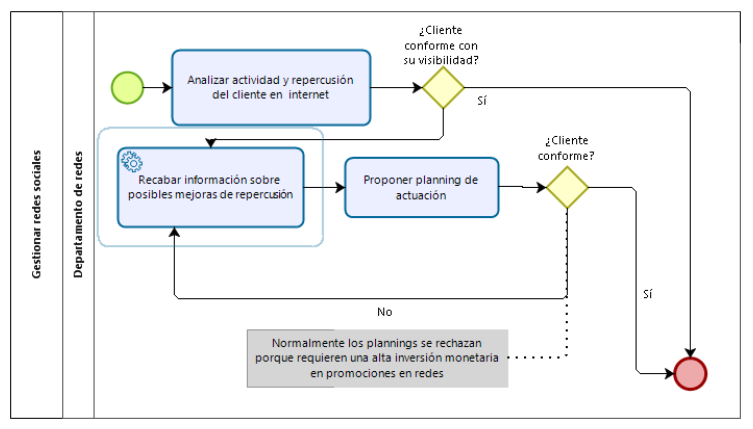 Gestionar redes sociales
Departamento de redes
¿Cliente
conforme con
su visibilidad?
Analizar actividad y repercusión
del cliente en internet
Sí
¿Cliente
conforme?
Recabar información sobre
posibles mejoras de repercusión
Proponer planning de
actuación
Sí
No
Normalmente los plannings se rechazan
porque requieren una alta inversión monetaria
en promociones en redes